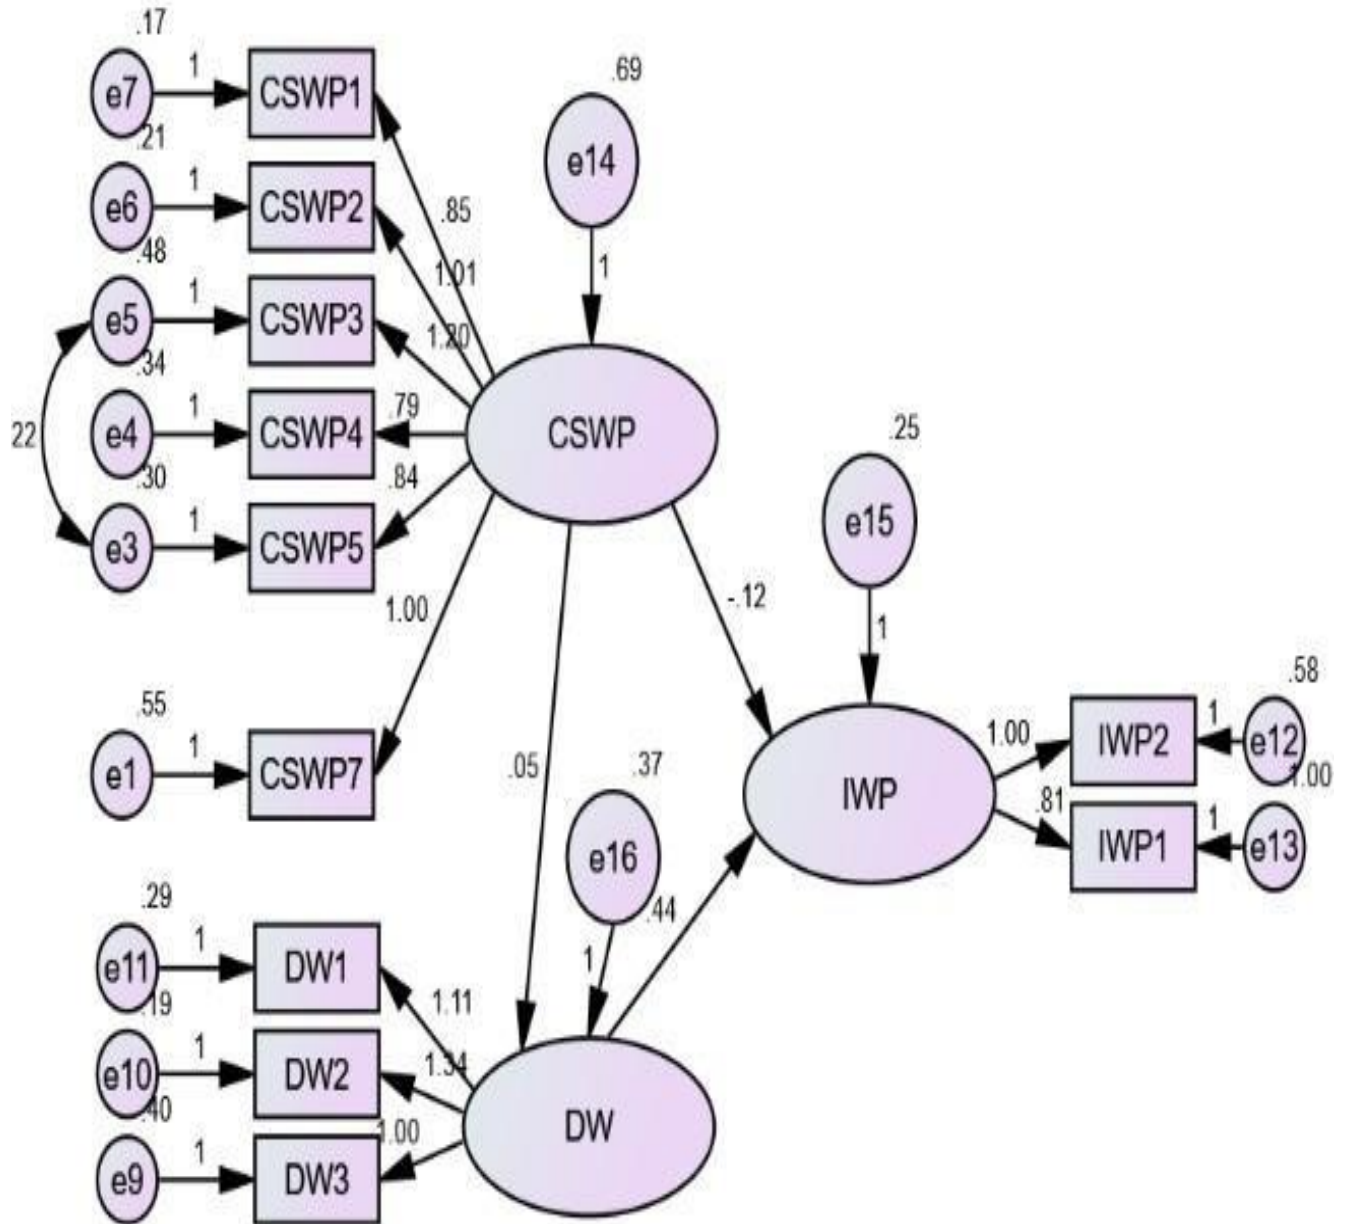 .17
e7
1
CSWP1
.69
e14
1
.21
e6
1
CSWP2
.85
.48
e5
1
CSWP3
1.01
1.20
.34
e4
1
CSWP4
.79
CSWP
22
.30
e3
1
CSWP5
.84
.25
e15
1
1.00
-.12
.55
e1
1
CSWP7
.05
.37
e16
1
IWP
1.00
IWP2
1
.58
e12
.81
IWP1
1
1.00
e13
.44
.29
e11
1
DW1
1.11
.19
e10
1
DW2
1.34
.40
e9
1
DW3
1.00
DW